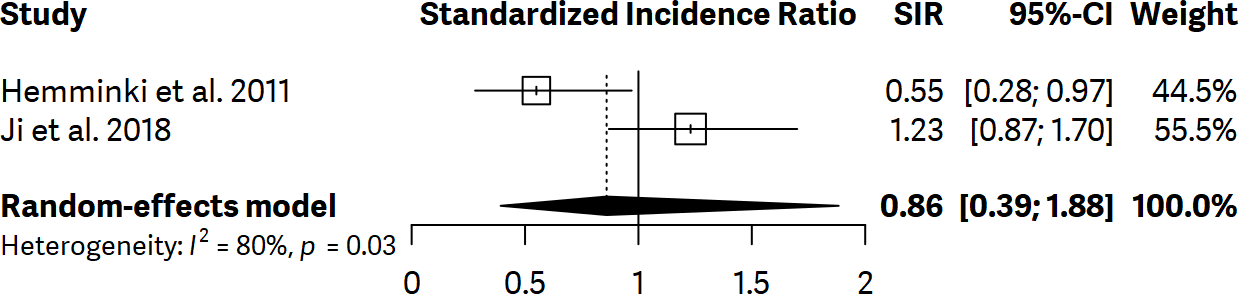 Study Standardized Incidence Ratio SIR 95%-CI Weight
Hemminki et al. 2011 0.55 [0.28; 0.97] 44.5%
Ji et al. 2018 1.23 [0.87; 1.70] 55.5%
Random-effects model 0.86 [0.39; 1.88] 100.0%
Heterogeneity: I² = 80%, p = 0.03
0 0.5 1 1.5 2